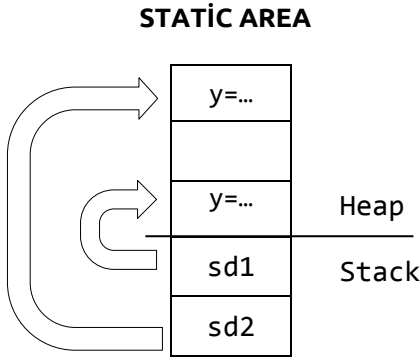 STATİC AREA
y=…
y=…
Heap
sd1
Stack
sd2